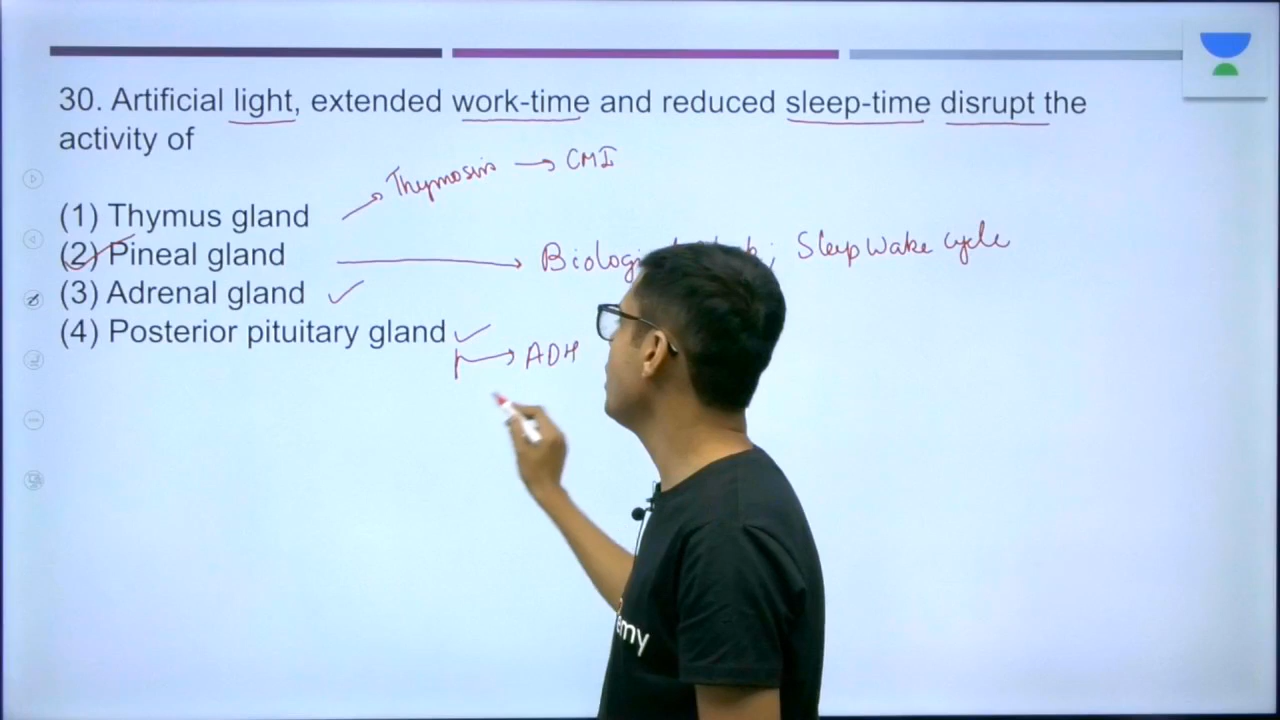 30. Artificial light, extended work-time and reduced sleep-time disrupt the
activity of
Thymosin → CMI
(1) Thymus gland
(2) Pineal gland
; Sleep Wake Cycle
(3) Adrenal gland
(4) Posterior pituitary gland
ADH
emy